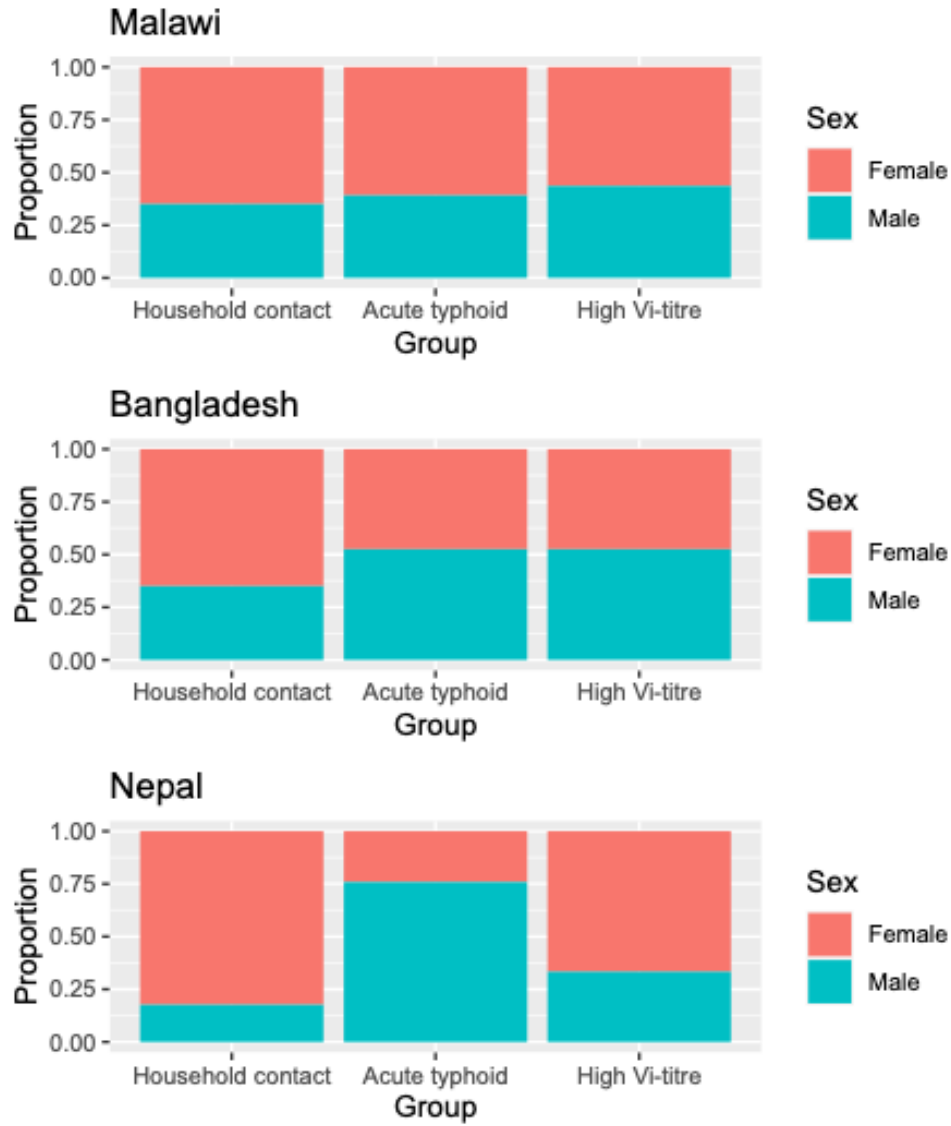 Malawi
1.00
0.75
0.50
0.25
0.00
Proportion
Household contact Acute typhoid High Vi-titre
Group
Sex
Female
Male
Bangladesh
1.00
0.75
0.50
0.25
0.00
Proportion
Household contact Acute typhoid High Vi-titre
Group
Sex
Female
Male
Nepal
1.00
0.75
0.50
0.25
0.00
Proportion
Household contact Acute typhoid High Vi-titre
Group
Sex
Female
Male